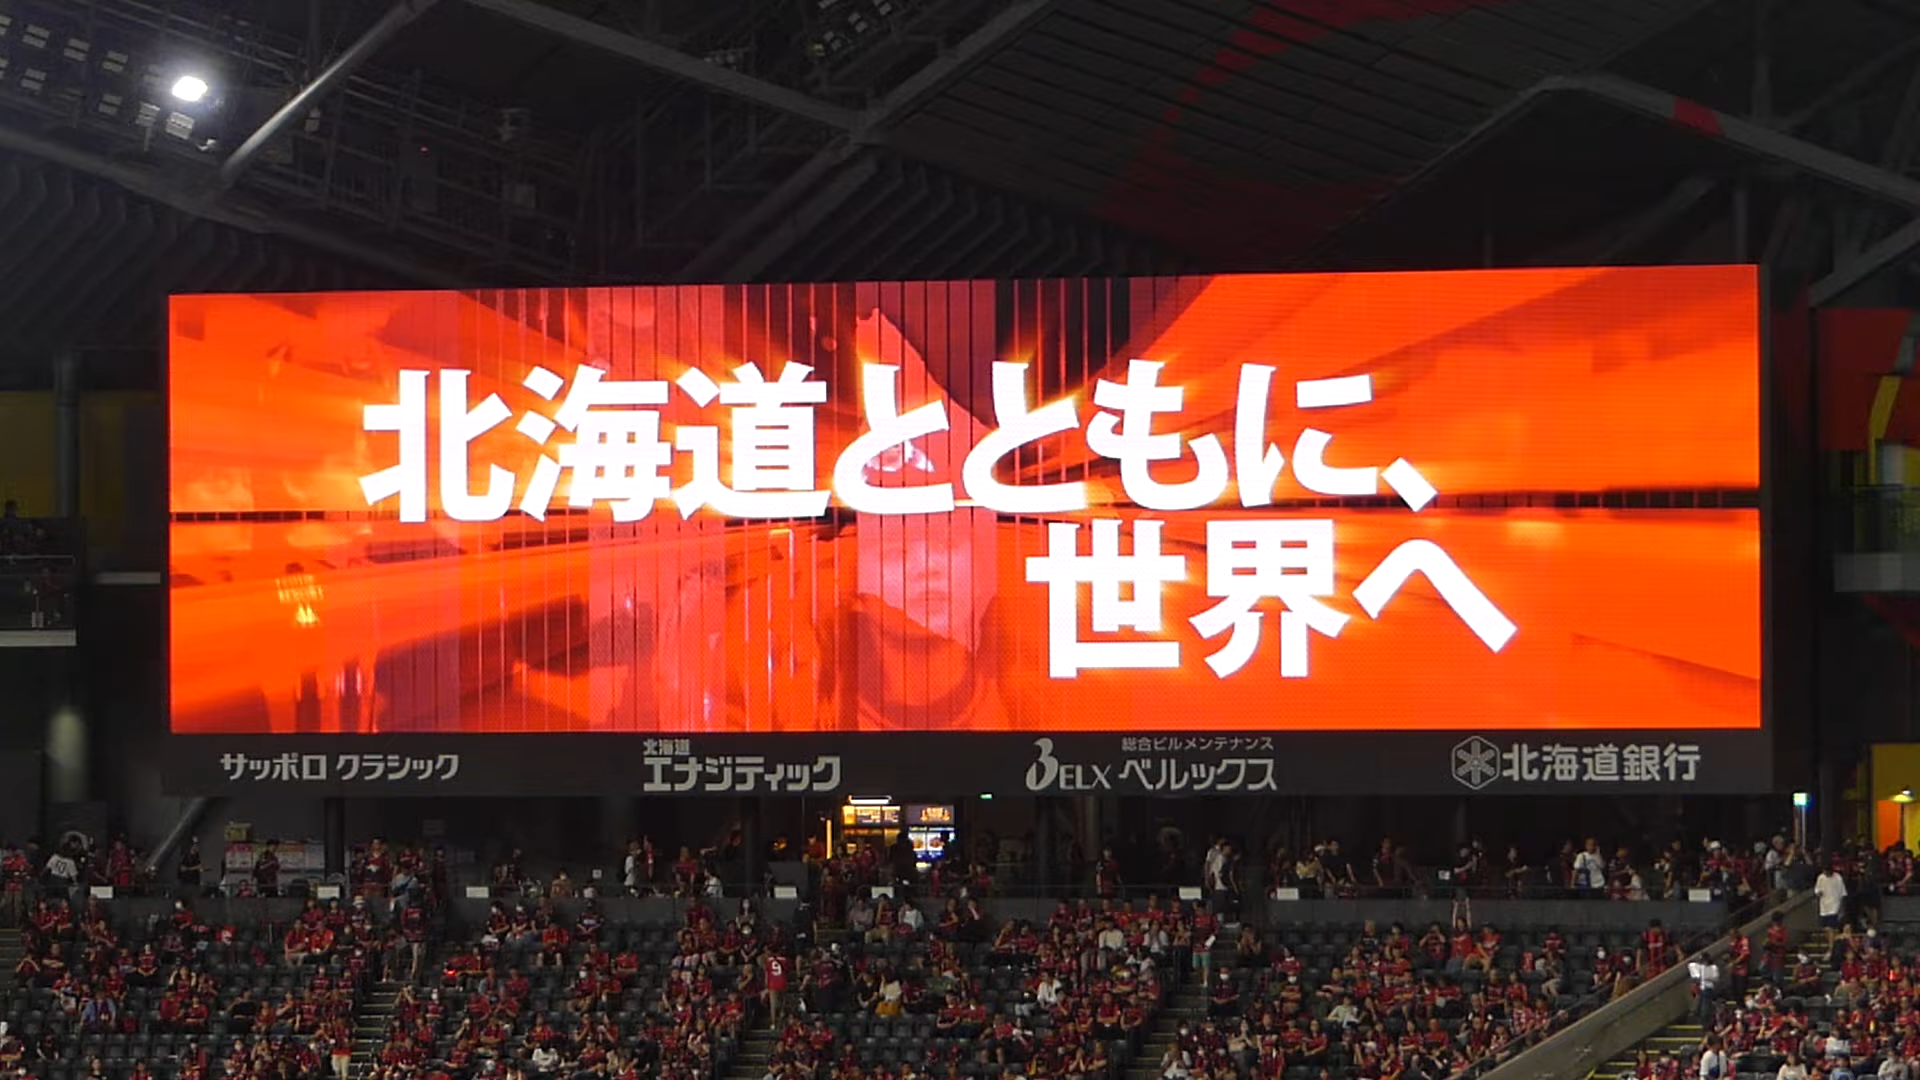 北海道とともに、
世界へ
サッポロ クラシック
北海道
エナジティック
BELX ベルックス
総合ビルメンテナンス
北海道銀行
9